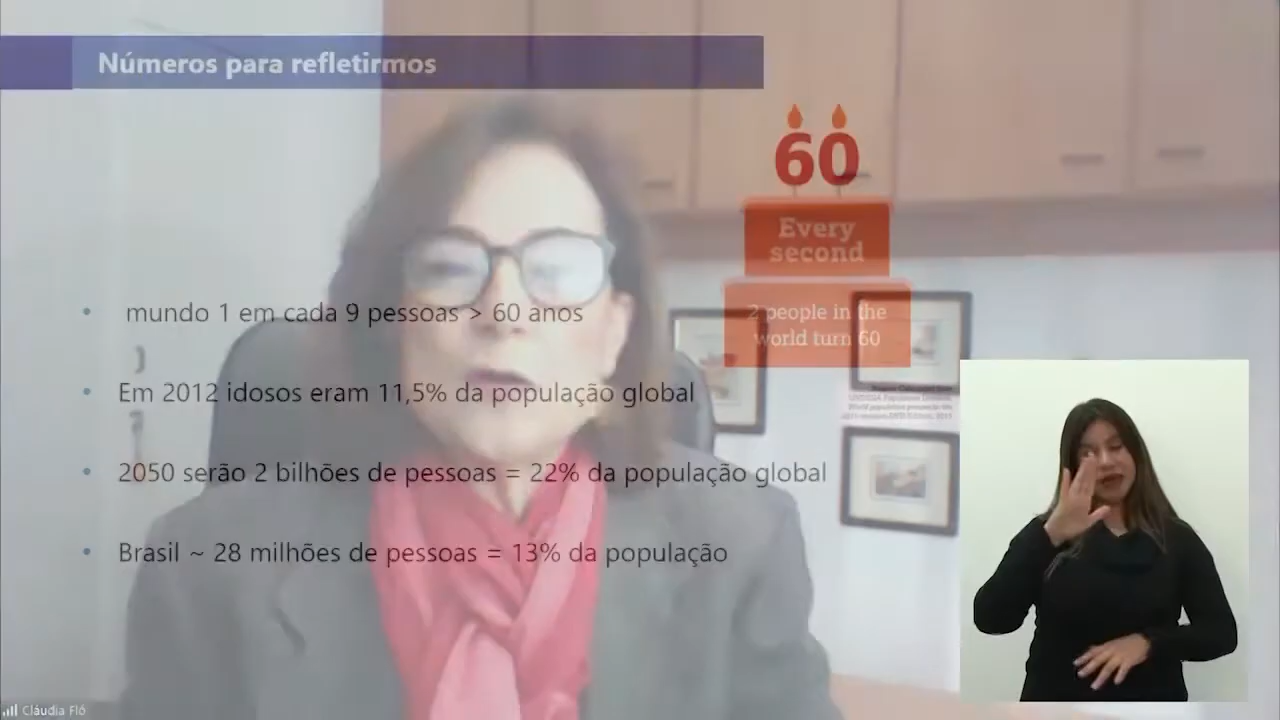 Números para refletirmos
60
Every
second
2 people in the
world turn 60
• mundo 1 em cada 9 pessoas > 60 anos
• Em 2012 idosos eram 11,5% da população global
• 2050 serão 2 bilhões de pessoas = 22% da população global
• Brasil ~ 28 milhões de pessoas = 13% da população
Cláudia Fló